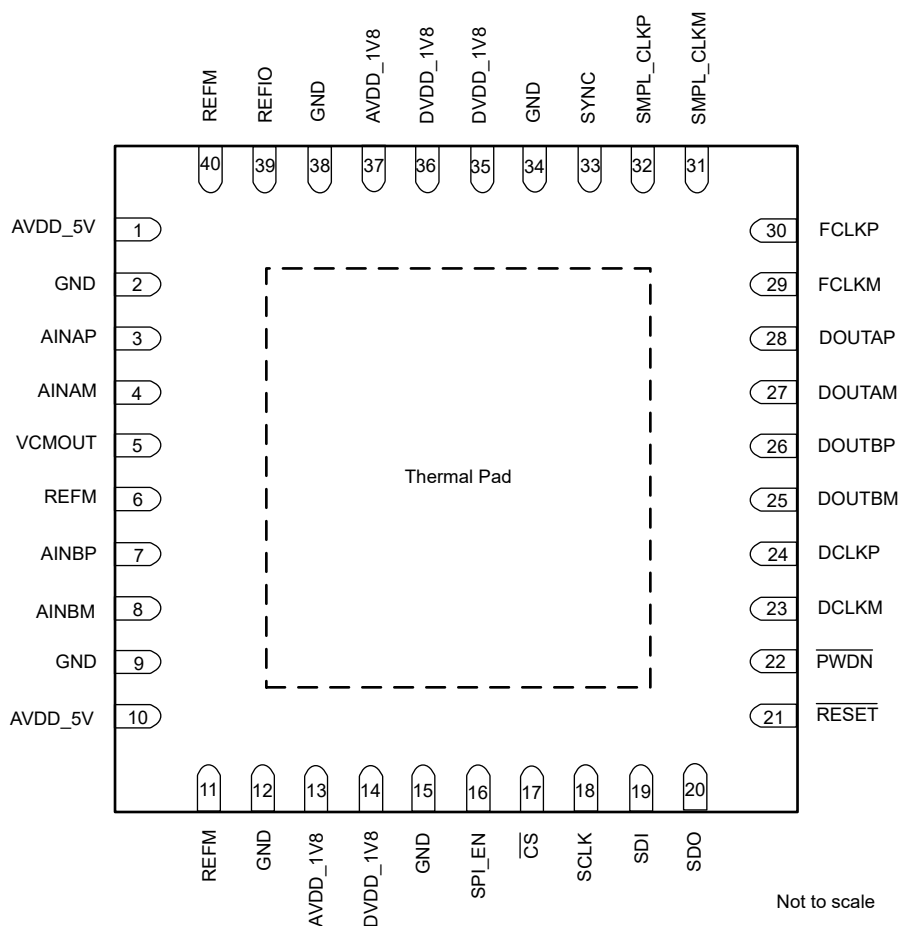 REFM
REFIO
GND
AVDD_1V8
DVDD_1V8
DVDD_1V8
GND
SYNC
SMPL_CLKP
SMPL_CLKM
40 39 38 37 36 35 34 33 32 31
AVDD_5V 1
GND 2
AINAP 3
AINAM 4
VCMOUT 5
REFM 6
AINBP 7
AINBM 8
GND 9
AVDD_5V 10
Thermal Pad
30 FCLKP
29 FCLKM
28 DOUTAP
27 DOUTAM
26 DOUTBP
25 DOUTBM
24 DCLKP
23 DCLKM
22 PWDN
21 RESET
11 12 13 14 15 16 17 18 19 20
REFM
GND
AVDD_1V8
DVDD_1V8
GND
SPI_EN
CS
SCLK
SDI
SDO
Not to scale